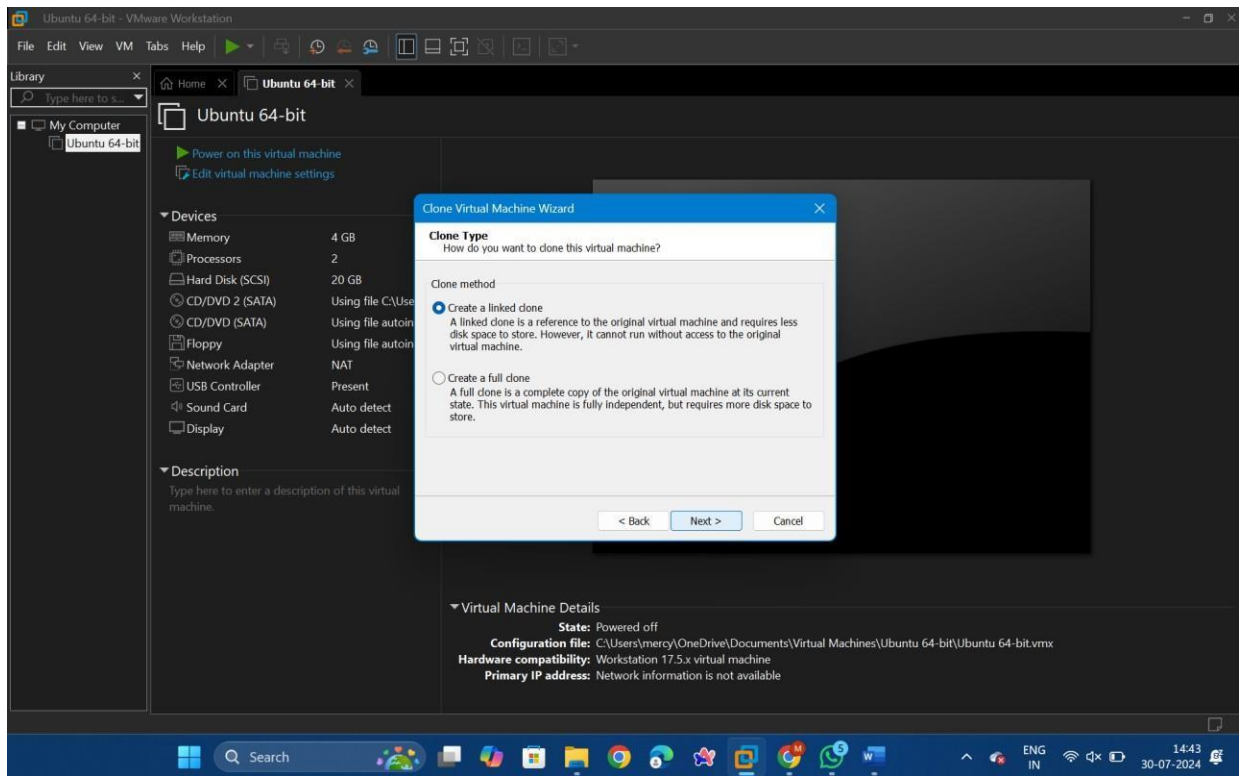 Ubuntu 64-bit - VMware Workstation
File Edit View VM Tabs Help
Library
Type here to s...
My Computer
Ubuntu 64-bit
Home
Ubuntu 64-bit
Ubuntu 64-bit
Power on this virtual machine
Edit virtual machine settings
Devices
Memory 4 GB
Processors 2
Hard Disk (SCSI) 20 GB
CD/DVD 2 (SATA) Using file C:\Use
CD/DVD (SATA) Using file autoin
Floppy Using file autoin
Network Adapter NAT
USB Controller Present
Sound Card Auto detect
Display Auto detect
Description
Type here to enter a description of this virtual
machine.
Clone Virtual Machine Wizard
Clone Type
How do you want to clone this virtual machine?
Clone method
Create a linked clone
A linked clone is a reference to the original virtual machine and requires less
disk space to store. However, it cannot run without access to the original
virtual machine.
Create a full clone
A full clone is a complete copy of the original virtual machine at its current
state. This virtual machine is fully independent, but requires more disk space to
store.
< Back Next > Cancel
Virtual Machine Details
State: Powered off
Configuration file: C:\Users\mercy\OneDrive\Documents\Virtual Machines\Ubuntu 64-bit\Ubuntu 64-bit.vmx
Hardware compatibility: Workstation 17.5.x virtual machine
Primary IP address: Network information is not available
Search
5
W
ENG
IN
14:43
30-07-2024